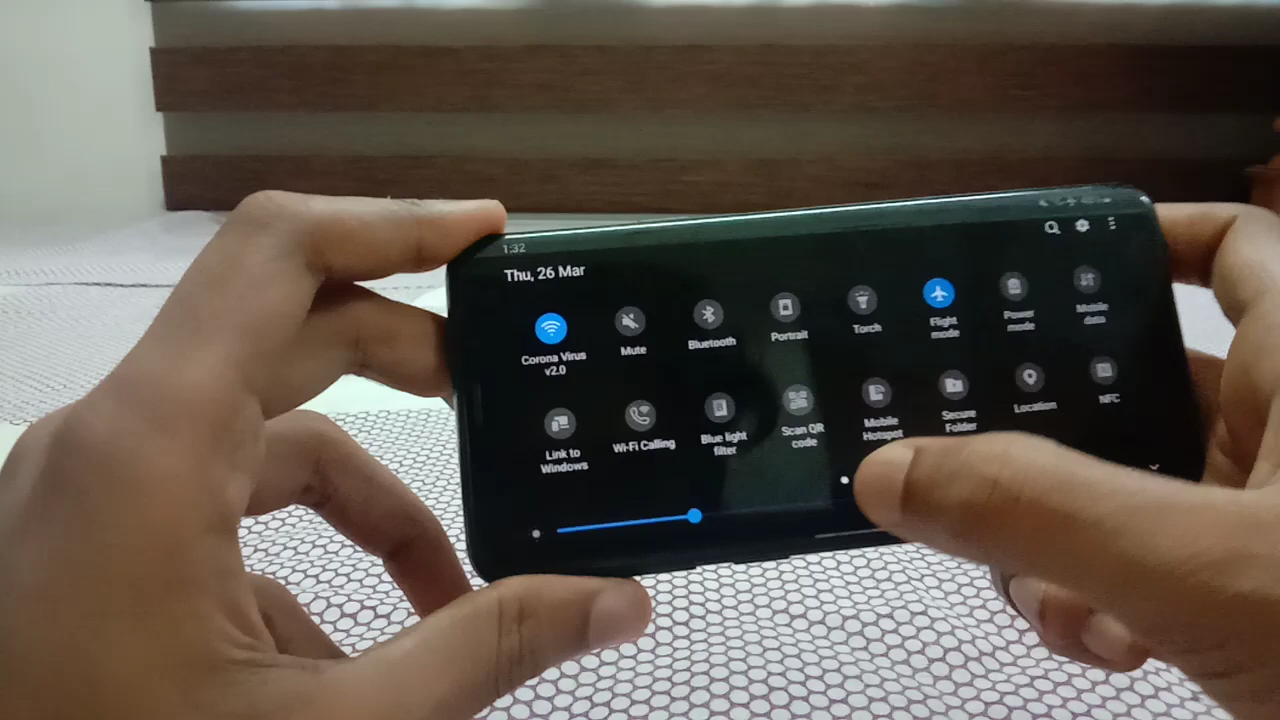 1:32
Thu, 26 Mar
Corona Virus
v2.0
Mute
Bluetooth
Portrait
Torch
Flight
mode
Power
mode
Mobile
data
Link to
Windows
Wi-Fi Calling
Blue light
filter
Scan QR
code
Mobile
Hotspot
Secure
Folder
Location
NFC